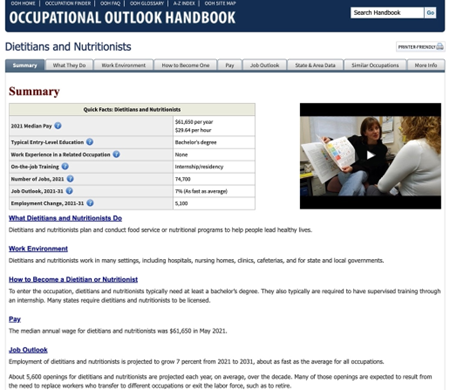 OOH HOME | OCCUPATION FINDER | OOH FAQ | OOH GLOSSARY | A-Z INDEX | OOH SITE MAP
OCCUPATIONAL OUTLOOK HANDBOOK
Search Handbook Go
Dietitians and Nutritionists
PRINTER-FRIENDLY
Summary What They Do Work Environment How to Become One Pay Job Outlook State & Area Data Similar Occupations More Info
Summary
Quick Facts: Dietitians and Nutritionists
2021 Median Pay $61,650 per year
$29.64 per hour
Typical Entry-Level Education Bachelor's degree
Work Experience in a Related Occupation None
On-the-job Training Internship/residency
Number of Jobs, 2021 74,700
Job Outlook, 2021-31 7% (As fast as average)
Employment Change, 2021-31 5,100
What Dietitians and Nutritionists Do
Dietitians and nutritionists plan and conduct food service or nutritional programs to help people lead healthy lives.
Work Environment
Dietitians and nutritionists work in many settings, including hospitals, nursing homes, clinics, cafeterias, and for state and local governments.
How to Become a Dietitian or Nutritionist
To enter the occupation, dietitians and nutritionists typically need at least a bachelor's degree. They also typically are required to have supervised training through
an internship. Many states require dietitians and nutritionists to be licensed.
Pay
The median annual wage for dietitians and nutritionists was $61,650 in May 2021.
Job Outlook
Employment of dietitians and nutritionists is projected to grow 7 percent from 2021 to 2031, about as fast as the average for all occupations.
About 5,600 openings for dietitians and nutritionists are projected each year, on average, over the decade. Many of those openings are expected to result from
the need to replace workers who transfer to different occupations or exit the labor force, such as to retire.